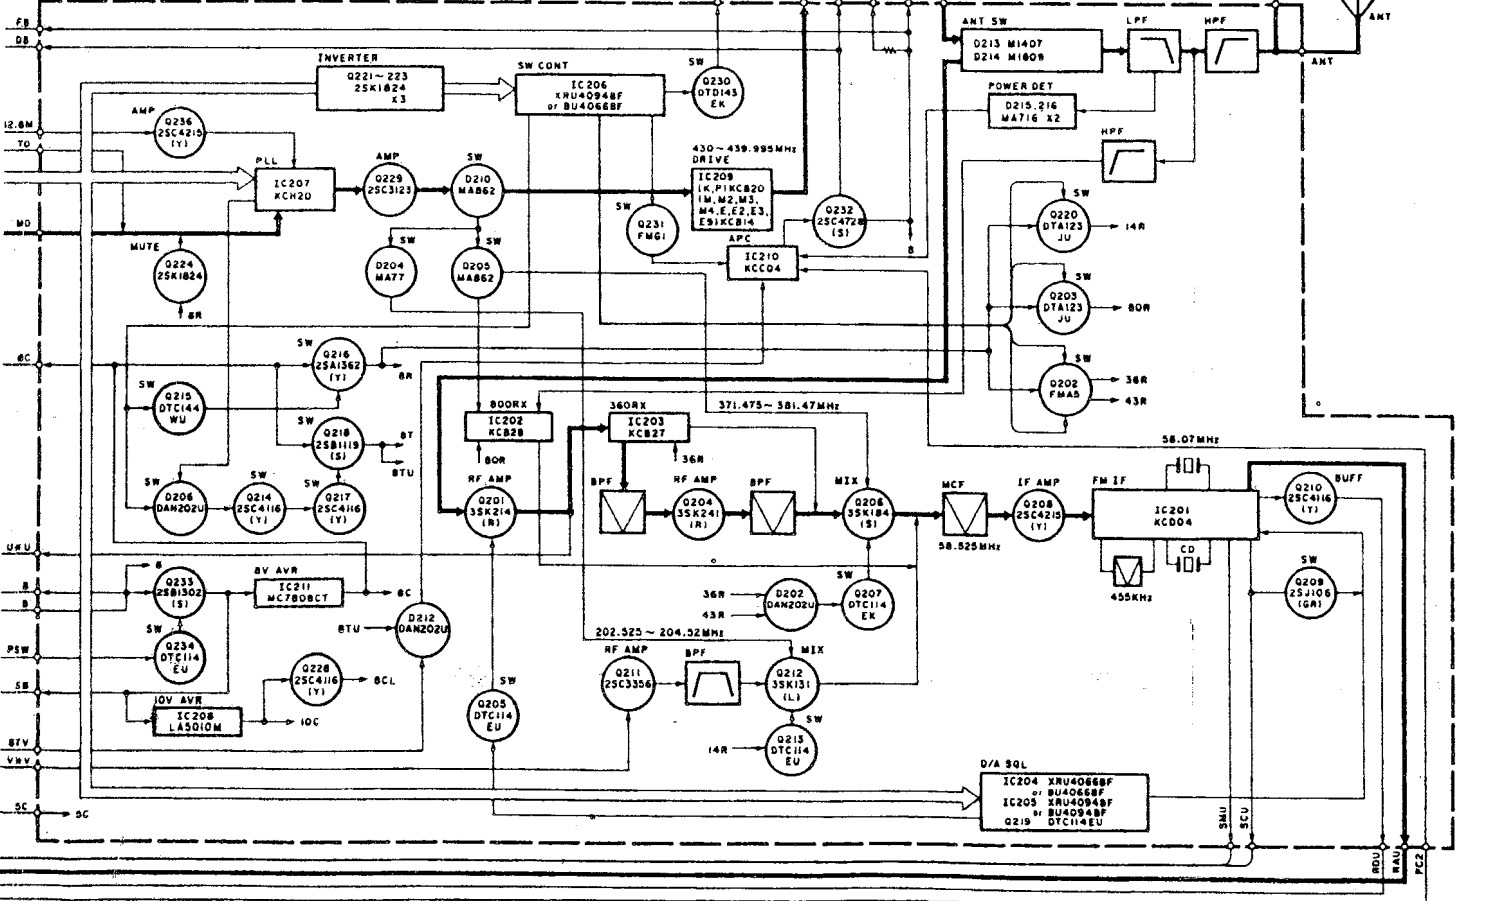 FB
DB
12.8M
TO
MO
8C
U※U
B
B
PSW
5B
8TV
V※V
5C
5C
INVERTER
Q221~223
2SK1824
X3
AMP
Q236
2SC4215
(Y)
PLL
IC207
KCH20
MUTE
Q224
2SK1824
8R
AMP
Q229
2SC3123
SW
D210
MA862
SW
D204
MA77
SW
D205
MA862
SW CONT
IC206
XRU4094BF
or BU4066BF
SW
Q230
DTD143
EK
430~439.995MHz
DRIVE
IC209
(K,P)KCB20
(M,M2,M3,
M4,E,E2,E3,
E9)KCB14
SW
Q231
FMG1
APC
IC210
KCC04
Q232
2SC4728
(S)
B
ANT SW
D213 M1407
D214 M1809
LPF
HPF
ANT
ANT
POWER DET
D215,216
MA716 X2
HPF
SW
Q220
DTA123
JU
14R
SW
Q203
DTA123
JU
80R
SW
Q202
FMA5
36R
43R
SW
Q216
2SA1362
(Y)
8R
SW
Q215
DTC144
WU
SW
Q218
2SB1119
(S)
8T
8TU
SW
D206
DAN202U
SW
Q214
2SC4116
(Y)
SW
Q217
2SC4116
(Y)
B
Q233
2SB1302
(S)
8V AVR
IC211
MC7808CT
8C
SW
Q234
DTC114
EU
8TU
D212
DAN202U
Q228
2SC4116
(Y)
8CL
10V AVR
IC208
LA5010M
10C
800RX
IC202
KCB28
80R
RF AMP
Q201
3SK214
(R)
360RX
IC203
KCB27
36R
371.475~381.47MHz
BPF
RF AMP
Q204
3SK241
(R)
BPF
MIX
Q206
3SK184
(S)
MCF
58.525MHz
IF AMP
Q208
2SC4215
(Y)
58.07MHz
FM IF
IC201
KCD04
CD
455KHz
Q210
2SC4116
(Y)
BUFF
SW
Q209
2SJ106
(GR)
36R
43R
D202
DAN202U
SW
Q207
DTC114
EK
202.525~204.52MHz
RF AMP
Q211
2SC3356
BPF
MIX
Q212
3SK131
(L)
SW
Q213
DTC114
EU
14R
SW
Q205
DTC114
EU
D/A SQL
IC204 XRU4066BF
or BU4066BF
IC205 XRU4094BF
or BU4094BF
Q219 DTC114EU
SMU
SCU
RDU
RAU
PC2